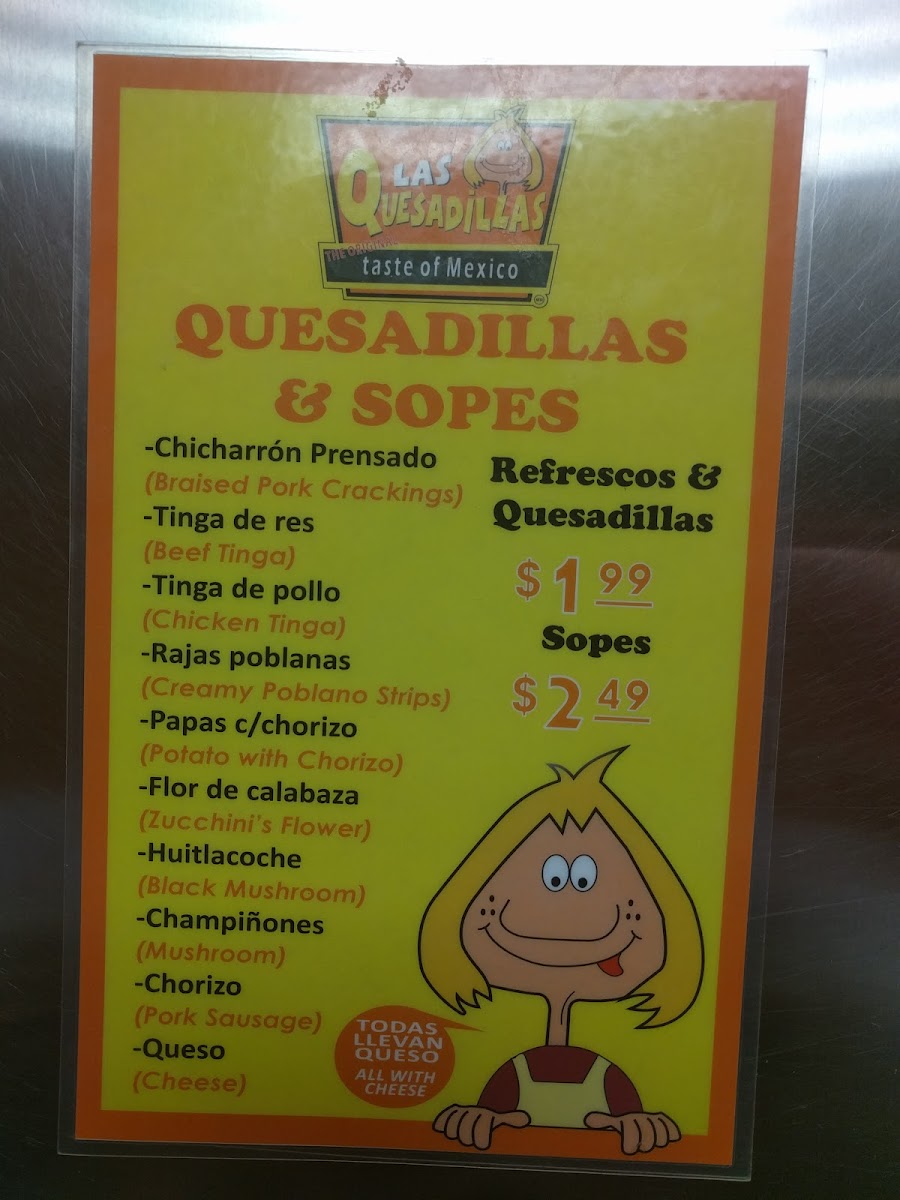 LAS
QUESADILLAS
THE ORIGINAL
taste of Mexico
QUESADILLAS
& SOPES
-Chicharrón Prensado
(Braised Pork Crackings)
-Tinga de res
(Beef Tinga)
-Tinga de pollo
(Chicken Tinga)
-Rajas poblanas
(Creamy Poblano Strips)
-Papas c/chorizo
(Potato with Chorizo)
-Flor de calabaza
(Zucchini's Flower)
-Huitlacoche
(Black Mushroom)
-Champiñones
(Mushroom)
-Chorizo
(Pork Sausage)
-Queso
(Cheese)
Refrescos &
Quesadillas
$1 99
Sopes
$2 49
TODAS
LLEVAN
QUESO
ALL WITH
CHEESE